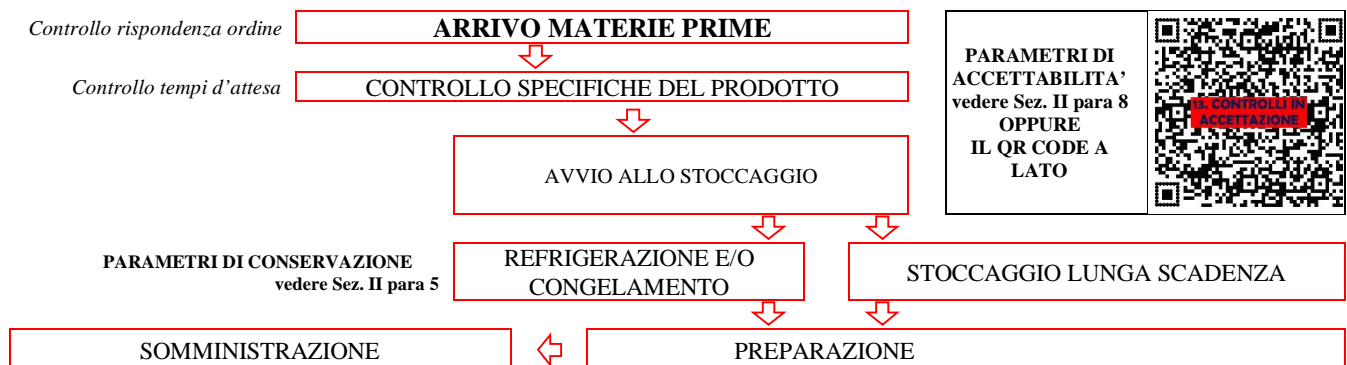 Controllo rispondenza ordine
ARRIVO MATERIE PRIME
Controllo tempi d'attesa
CONTROLLO SPECIFICHE DEL PRODOTTO
PARAMETRI DI
ACCETTABILITA’
vedere Sez. II para 8
OPPURE
IL QR CODE A
LATO
13. CONTROLLI IN
ACCETTAZIONE
AVVIO ALLO STOCCAGGIO
PARAMETRI DI CONSERVAZIONE
vedere Sez. II para 5
REFRIGERAZIONE E/O
CONGELAMENTO
STOCCAGGIO LUNGA SCADENZA
SOMMINISTRAZIONE
PREPARAZIONE